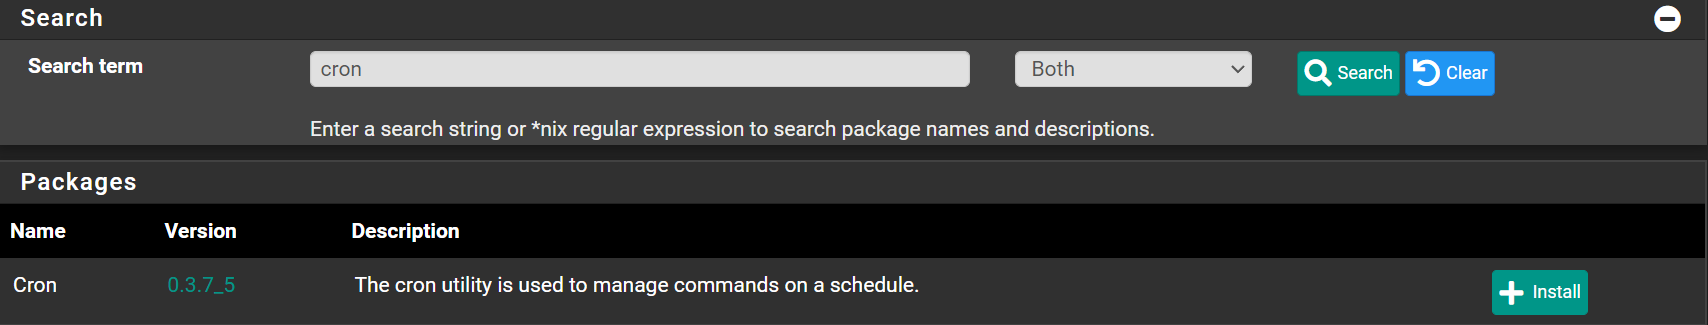 Search
Search term
cron
Both
Search
Clear
Enter a search string or *nix regular expression to search package names and descriptions.
Packages
Name Version Description
Cron 0.3.7_5 The cron utility is used to manage commands on a schedule. Install